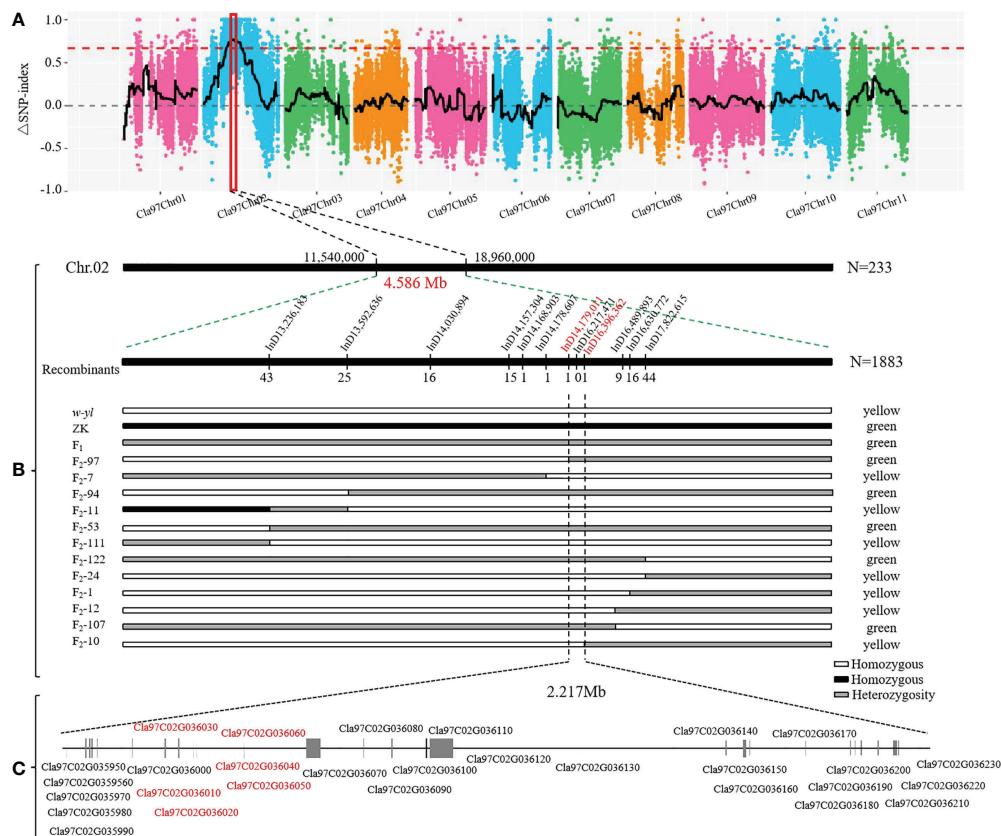 A
△SNP-index
1.0
0.5
0.0
-0.5
-1.0
Cla97Chr01
Cla97Chr02
Cla97Chr03
Cla97Chr04
Cla97Chr05
Cla97Chr06
Cla97Chr07
Cla97Chr08
Cla97Chr09
Cla97Chr10
Cla97Chr11
B
Chr.02
11,540,000
18,960,000
N=233
4.586 Mb
InD13,236,183
InD13,592,636
InD14,030,894
InD14,157,304
InD14,168,903
InD14,178,607
InD14,179,011
InD16,217,471
InD16,396,362
InD16,489,893
InD16,630,772
InD17,822,615
N=1883
Recombinants
43 25 16 15 1 1 1 0 1 9 16 44
w-yl yellow
ZK green
F1 green
F2-97 green
F2-7 yellow
F2-94 green
F2-11 yellow
F2-53 green
F2-111 yellow
F2-122 green
F2-24 yellow
F2-1 yellow
F2-12 yellow
F2-107 green
F2-10 yellow
Homozygous
Homozygous
Heterozygosity
2.217Mb
C
Cla97C02G035950
Cla97C02G0359560
Cla97C02G035970
Cla97C02G035980
Cla97C02G035990
Cla97C02G036000
Cla97C02G036010
Cla97C02G036020
Cla97C02G036030
Cla97C02G036040
Cla97C02G036050
Cla97C02G036060
Cla97C02G036070
Cla97C02G036080
Cla97C02G036090
Cla97C02G036100
Cla97C02G036110
Cla97C02G036120
Cla97C02G036130
Cla97C02G036140
Cla97C02G036150
Cla97C02G036160
Cla97C02G036170
Cla97C02G036180
Cla97C02G036190
Cla97C02G036200
Cla97C02G036210
Cla97C02G036220
Cla97C02G036230